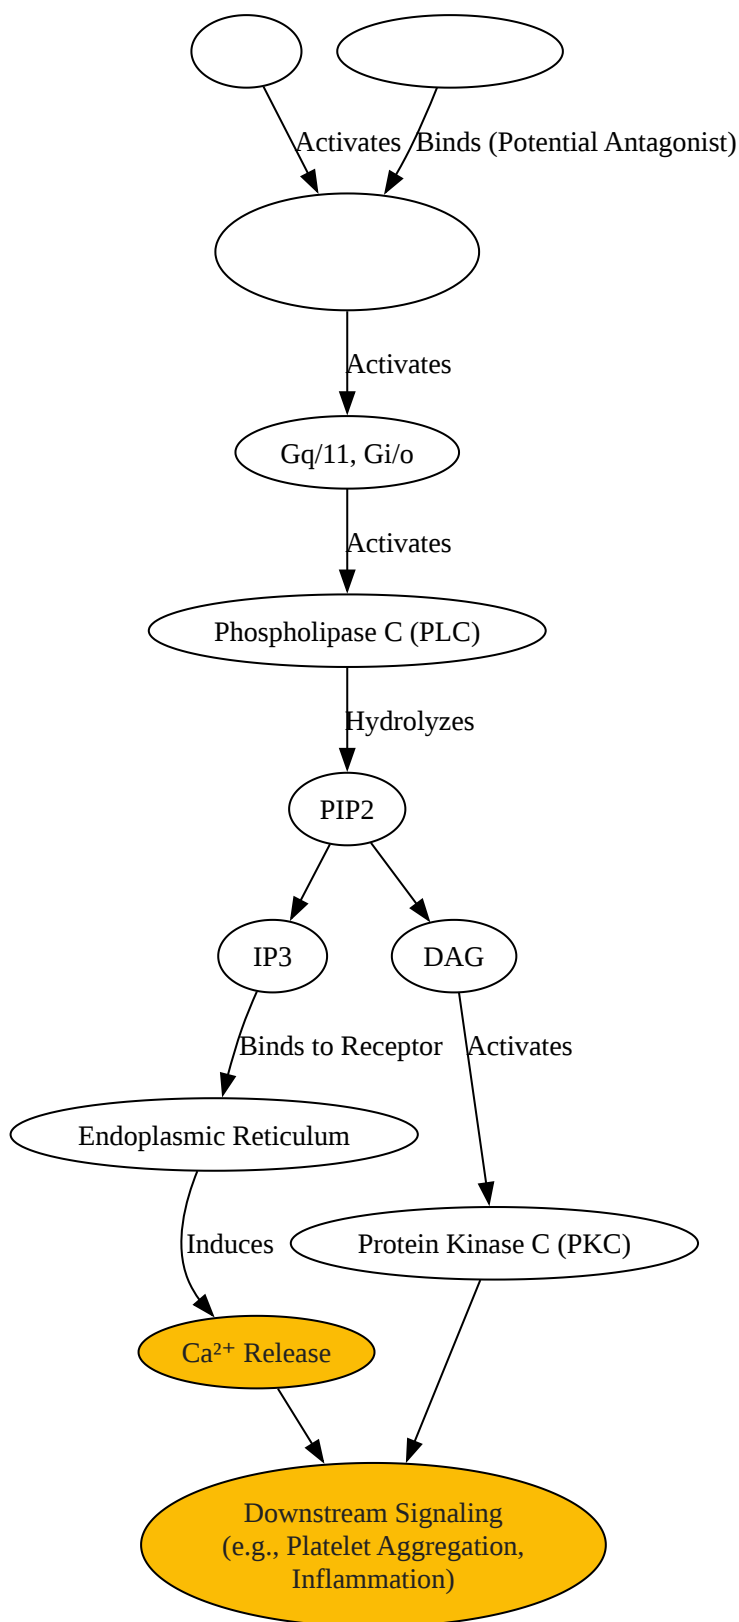 Activates
Binds (Potential Antagonist)
Activates
Gq/11, Gi/o
Activates
Phospholipase C (PLC)
Hydrolyzes
PIP2
IP3
DAG
Binds to Receptor
Activates
Endoplasmic Reticulum
Induces
Protein Kinase C (PKC)
Ca²⁺ Release
Downstream Signaling
(e.g., Platelet Aggregation,
Inflammation)